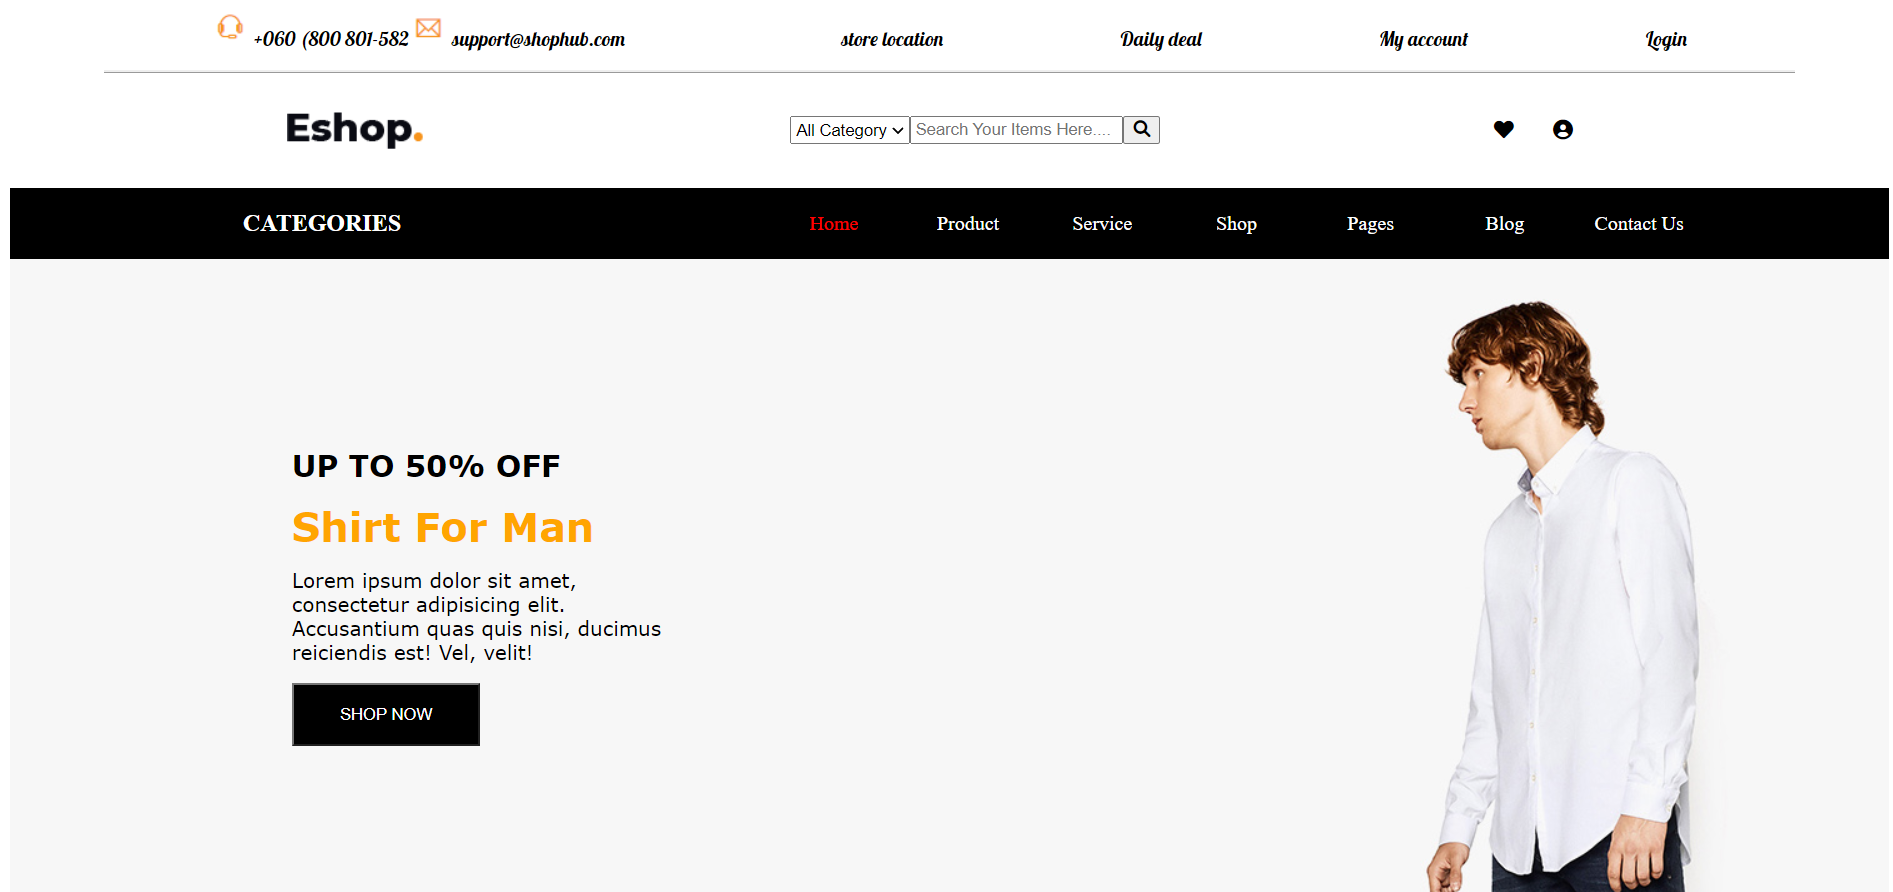 +060 (800 801-582 support@shophub.com store location Daily deal My account Login
Eshop. All Category Search Your Items Here....
CATEGORIES Home Product Service Shop Pages Blog Contact Us
UP TO 50% OFF
Shirt For Man
Lorem ipsum dolor sit amet,
consectetur adipisicing elit.
Accusantium quas quis nisi, ducimus
reiciendis est! Vel, velit!
SHOP NOW